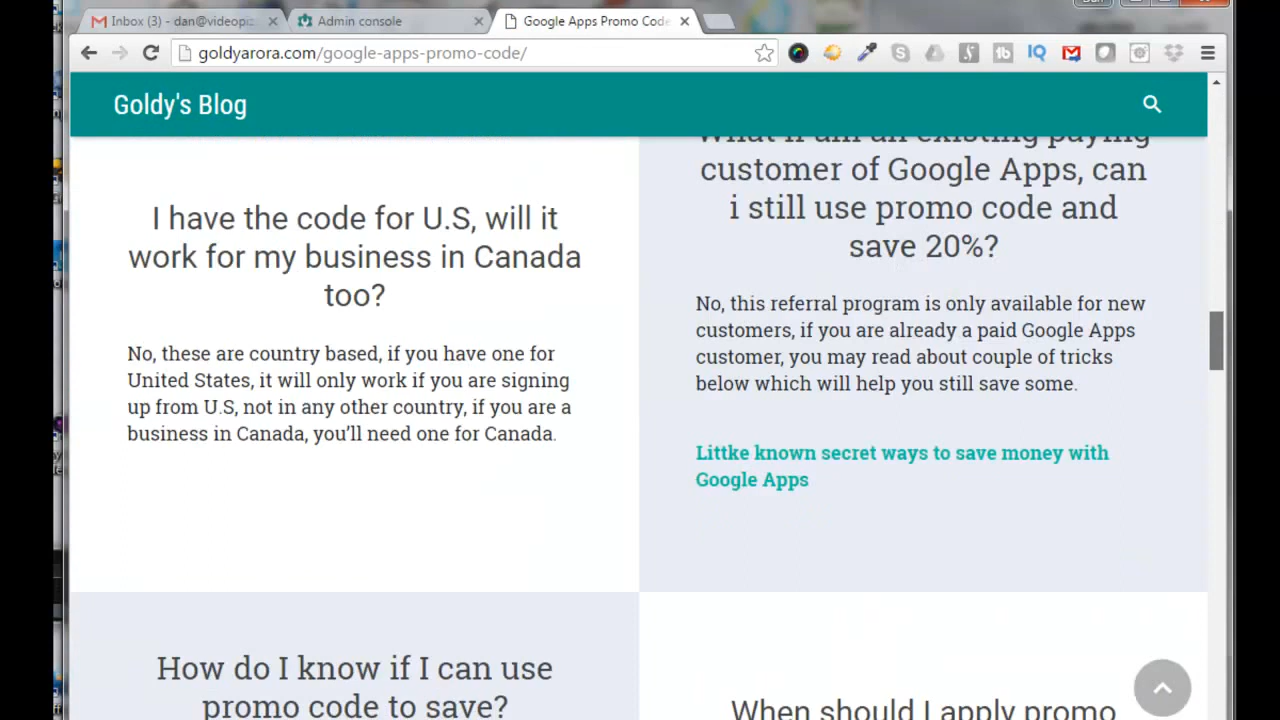 Inbox (3) - dan@videopi
Admin console
Google Apps Promo Code
goldyarora.com/google-apps-promo-code/
Goldy's Blog
I have the code for U.S, will it
work for my business in Canada
too?
No, these are country based, if you have one for
United States, it will only work if you are signing
up from U.S, not in any other country, if you are a
business in Canada, you'll need one for Canada.
What if am an existing paying
customer of Google Apps, can
i still use promo code and
save 20%?
No, this referral program is only available for new
customers, if you are already a paid Google Apps
customer, you may read about couple of tricks
below which will help you still save some.
Littke known secret ways to save money with
Google Apps
How do I know if I can use
promo code to save?
When should I apply promo